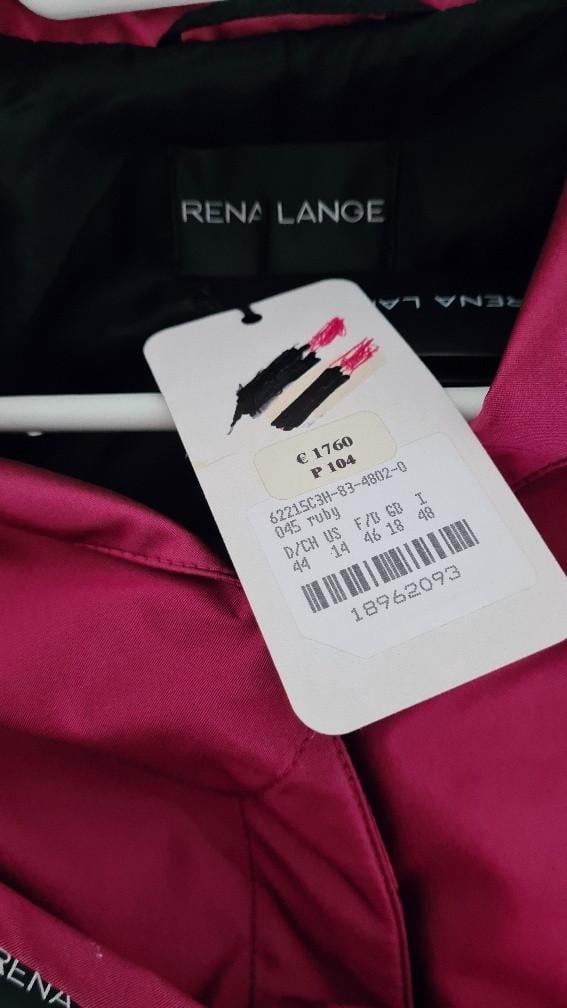 RENA LANGE
RENA LA
€ 1760
P 104
62215C3H-83-4802-0
045 ruby
D/CH US F/B GB I
44 14 46 18 48
18962093
RENA